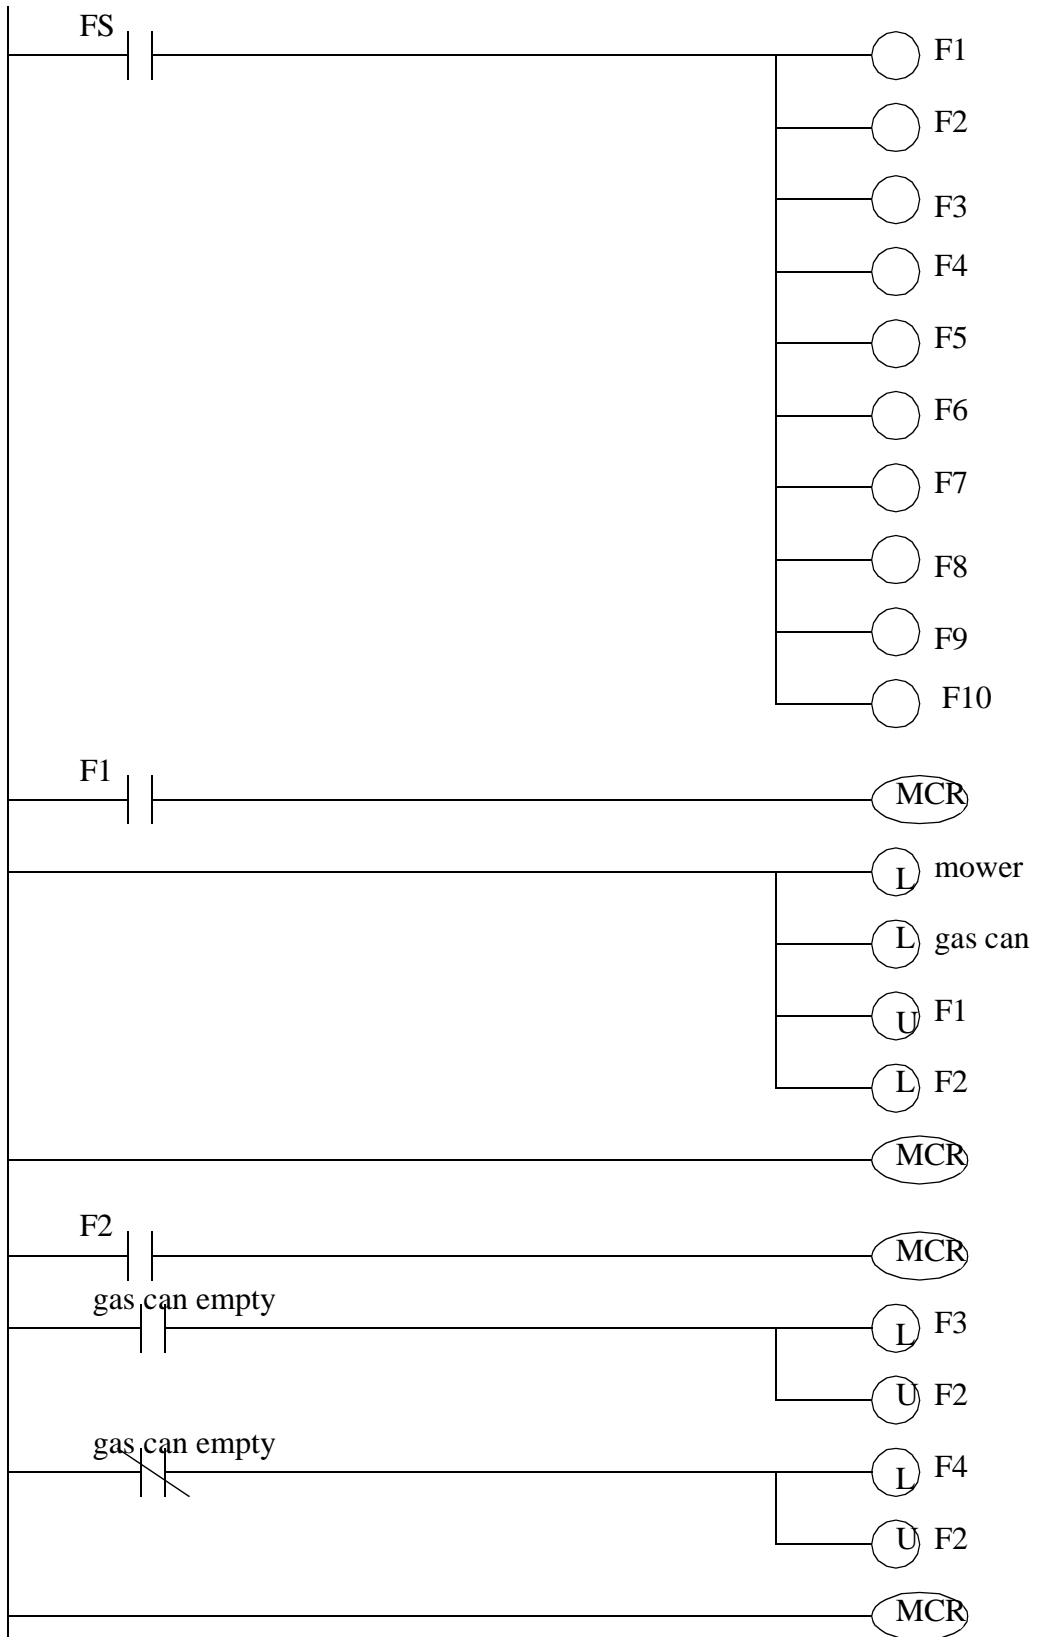 FS
F1
F2
F3
F4
F5
F6
F7
F8
F9
F10
F1
MCR
L mower
L gas can
U F1
L F2
MCR
F2
MCR
gas can empty
L F3
U F2
gas can empty
L F4
U F2
MCR